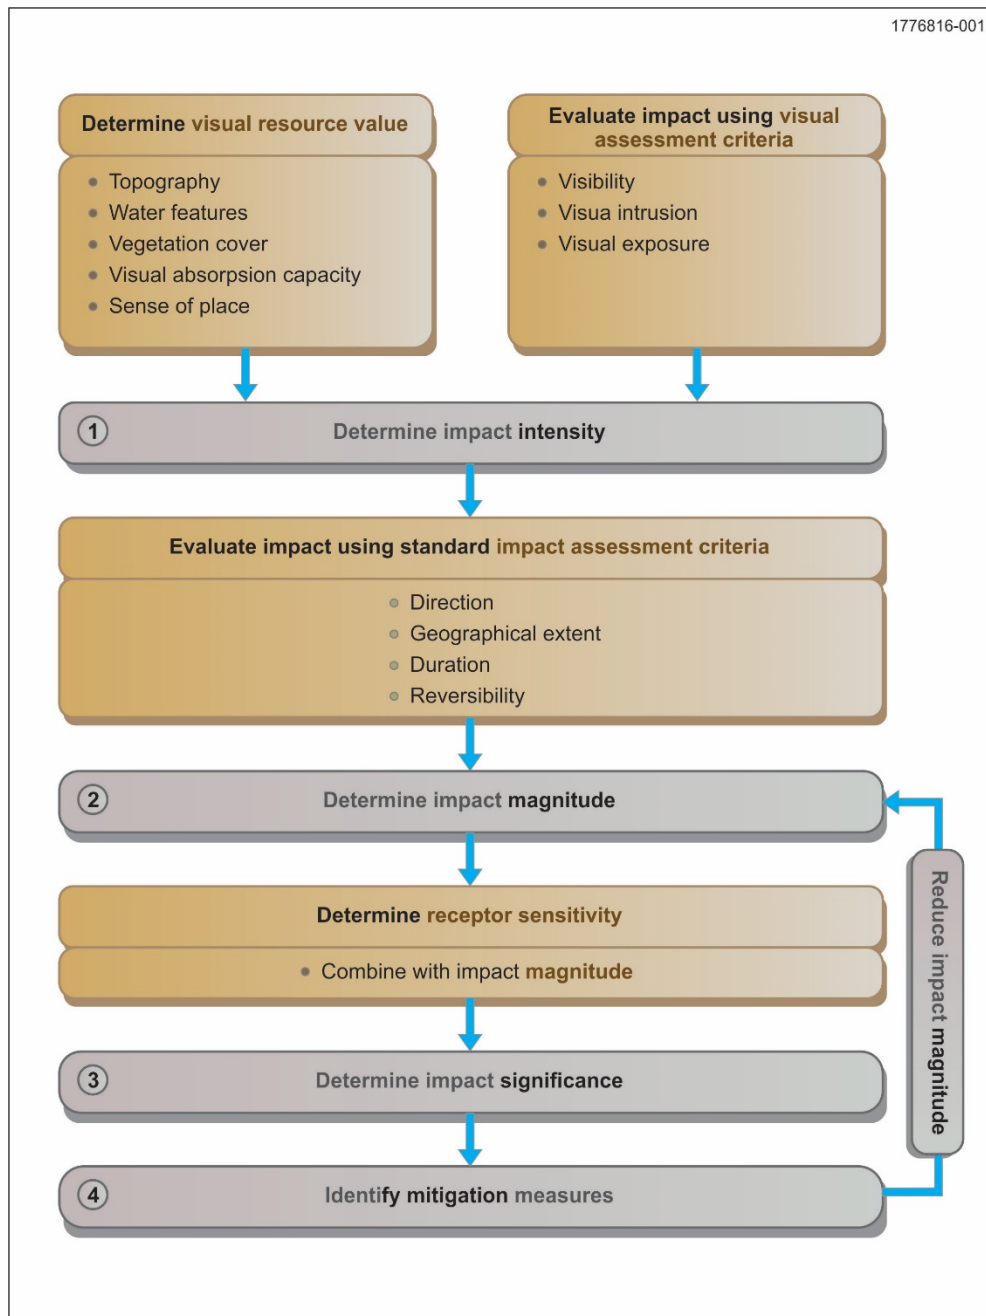 1776816-001
Determine visual resource value
Topography
Water features
Vegetation cover
Visual absorpsion capacity
Sense of place
Evaluate impact using visual
assessment criteria
Visibility
Visua intrusion
Visual exposure
1
Determine impact intensity
Evaluate impact using standard impact assessment criteria
Direction
Geographical extent
Duration
Reversibility
2
Determine impact magnitude
Determine receptor sensitivity
Combine with impact magnitude
3
Determine impact significance
4
Identify mitigation measures
Reduce impact magnitude